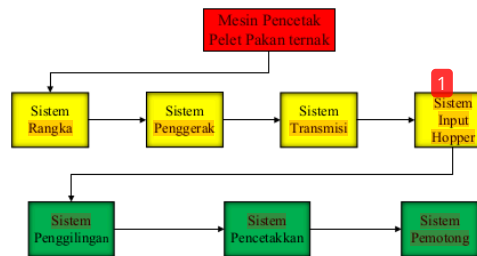 Mesin Pencetak
Pelet Pakan ternak
1
Sistem
Rangka
Sistem
Penggerak
Sistem
Transmisi
Sistem
Input
Hopper
Sistem
Penggilingan
Sistem
Pencetakkan
Sistem
Pemotong